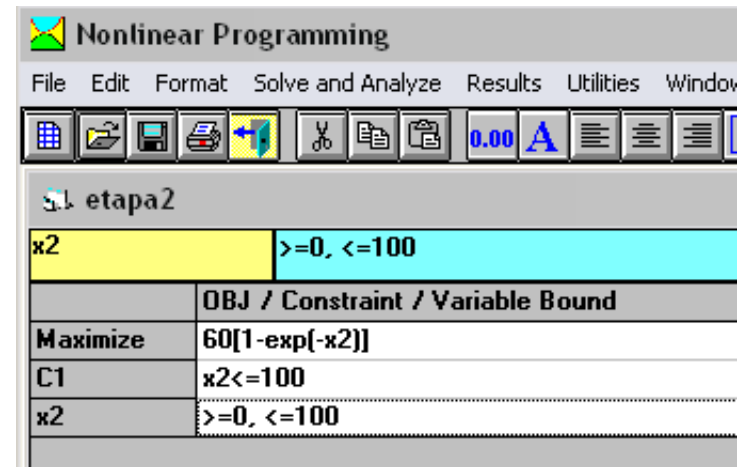 Nonlinear Programming
File Edit Format Solve and Analyze Results Utilities Window
0.00 A
etapa2
x2 >=0, <=100
OBJ / Constraint / Variable Bound
Maximize 60[1-exp(-x2)]
C1 x2<=100
x2 >=0, <=100